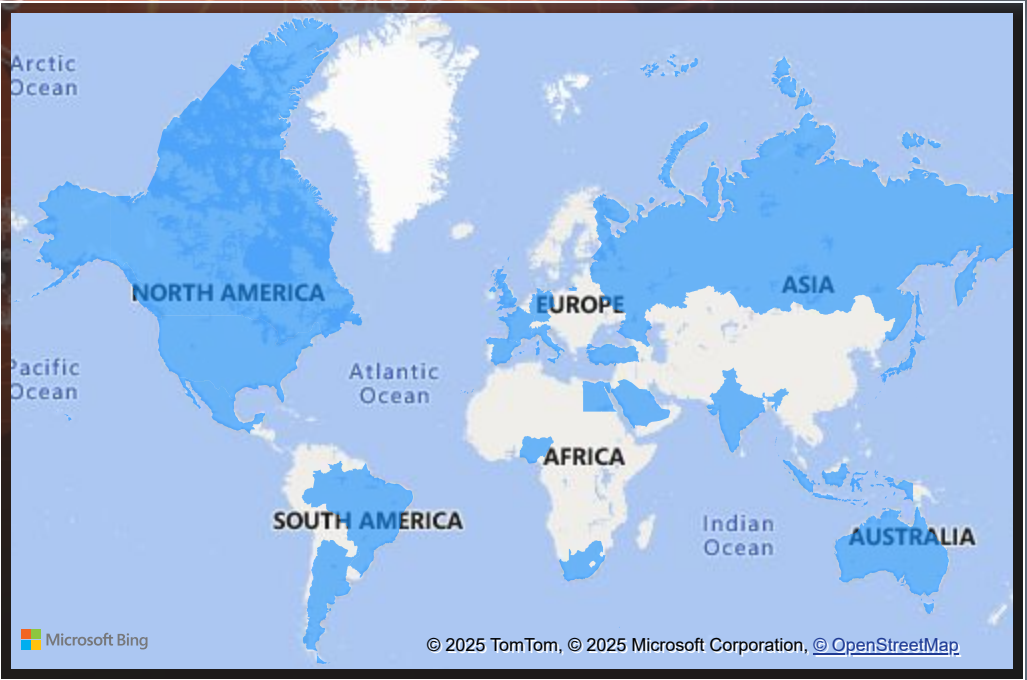 Arctic
Ocean
NORTH AMERICA
EUROPE
ASIA
Pacific
Ocean
Atlantic
Ocean
AFRICA
SOUTH AMERICA
Indian
Ocean
AUSTRALIA
Microsoft Bing
© 2025 TomTom, © 2025 Microsoft Corporation, © OpenStreetMap